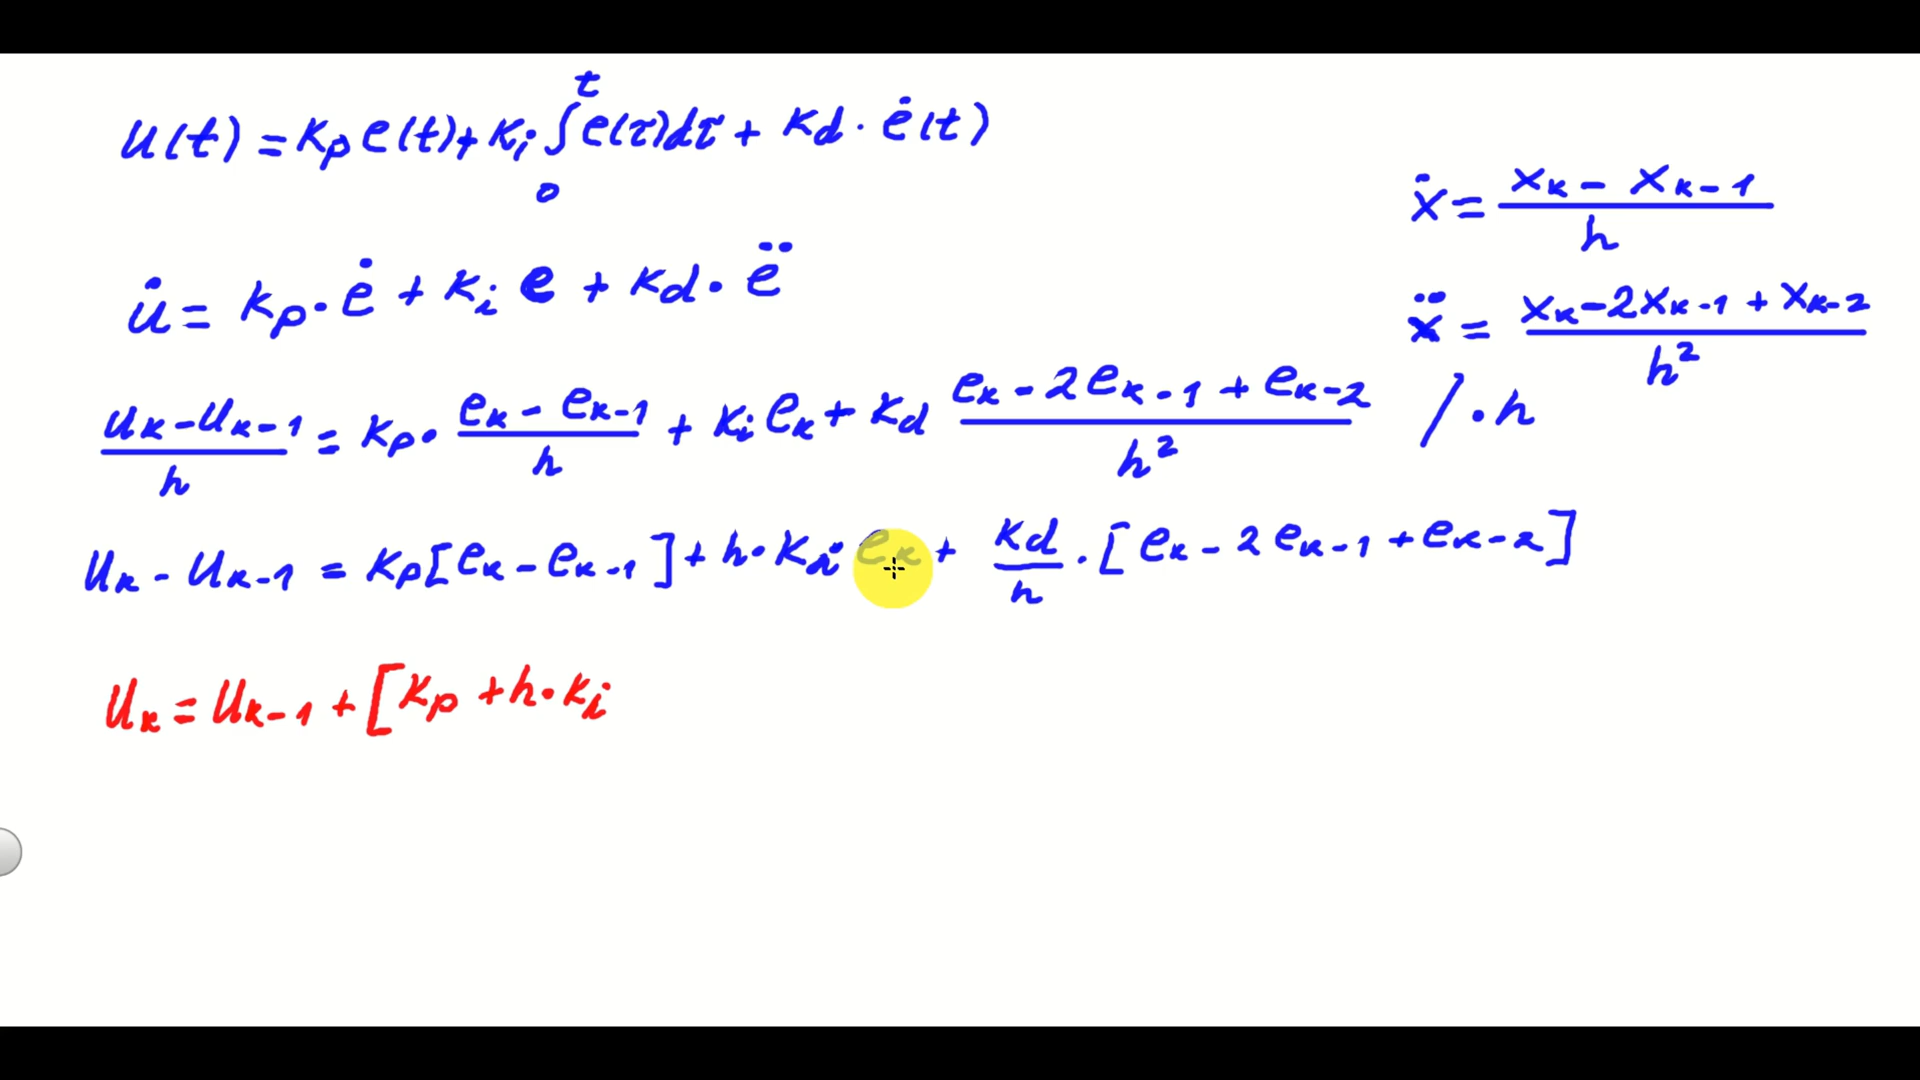 u(t) = kp e(t) + ki ∫₀ᵗ e(τ)dτ + kd · ė(t)
ẋ = (xk − xk−1)/h
u̇ = kp · ė + ki e + kd · ë
ẍ = (xk − 2xk−1 + xk−2)/h²
(uk − uk−1)/h = kp · (ek − ek−1)/h + ki ek + kd (ek − 2ek−1 + ek−2)/h² / · h
uk − uk−1 = kp[ek − ek−1] + h · ki ek + kd/h · [ek − 2ek−1 + ek−2]
uk = uk−1 + [kp + h · ki